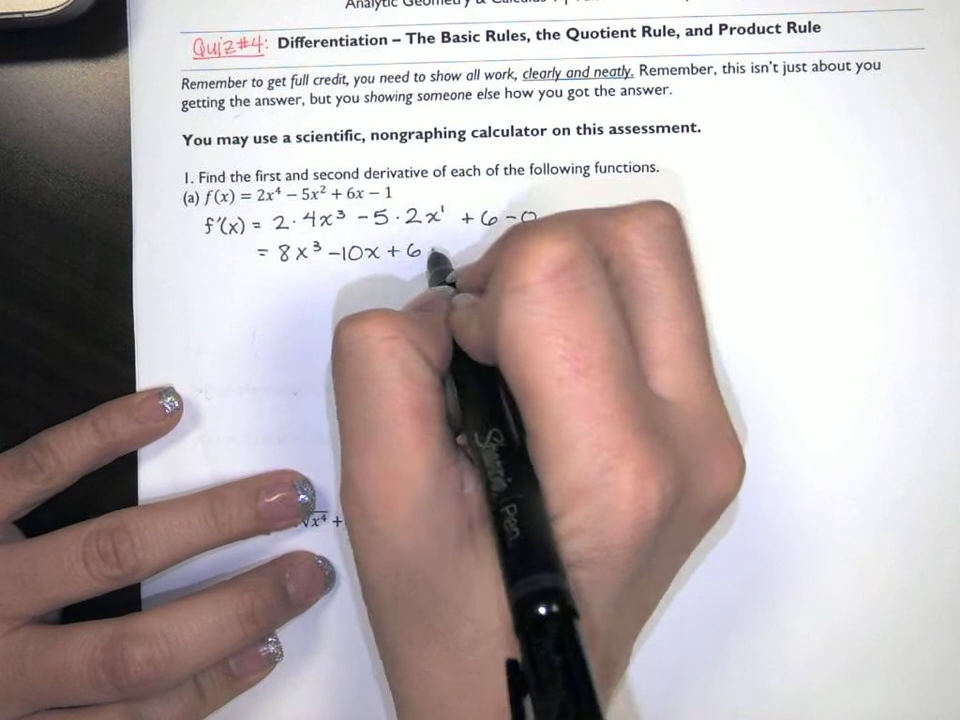 Analytic Geometry & Calculus
Quiz #4: Differentiation – The Basic Rules, the Quotient Rule, and Product Rule
Remember to get full credit, you need to show all work, clearly and neatly. Remember, this isn't just about you
getting the answer, but you showing someone else how you got the answer.
You may use a scientific, nongraphing calculator on this assessment.
1. Find the first and second derivative of each of the following functions.
(a) f(x) = 2x⁴ – 5x² + 6x – 1
f'(x) = 2·4x³ – 5·2x¹ + 6 – 0
= 8x³ – 10x + 6
√x⁴ +
Sharpie/Pen